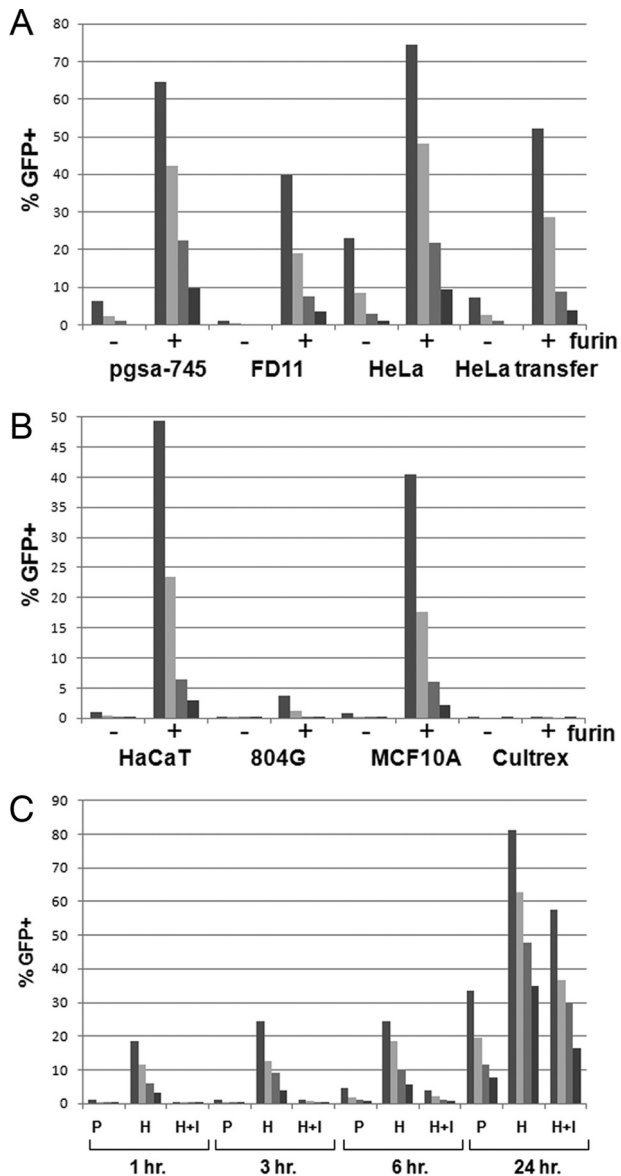 A
% GFP+
80
70
60
50
40
30
20
10
0
- + - + - + - + furin
pgsa-745 FD11 HeLa HeLa transfer
B
% GFP+
50
45
40
35
30
25
20
15
10
5
0
- + - + - + - + furin
HaCaT 804G MCF10A Cultrex
C
% GFP+
90
80
70
60
50
40
30
20
10
0
P H H+I P H H+I P H H+I P H H+I
1 hr. 3 hr. 6 hr. 24 hr.